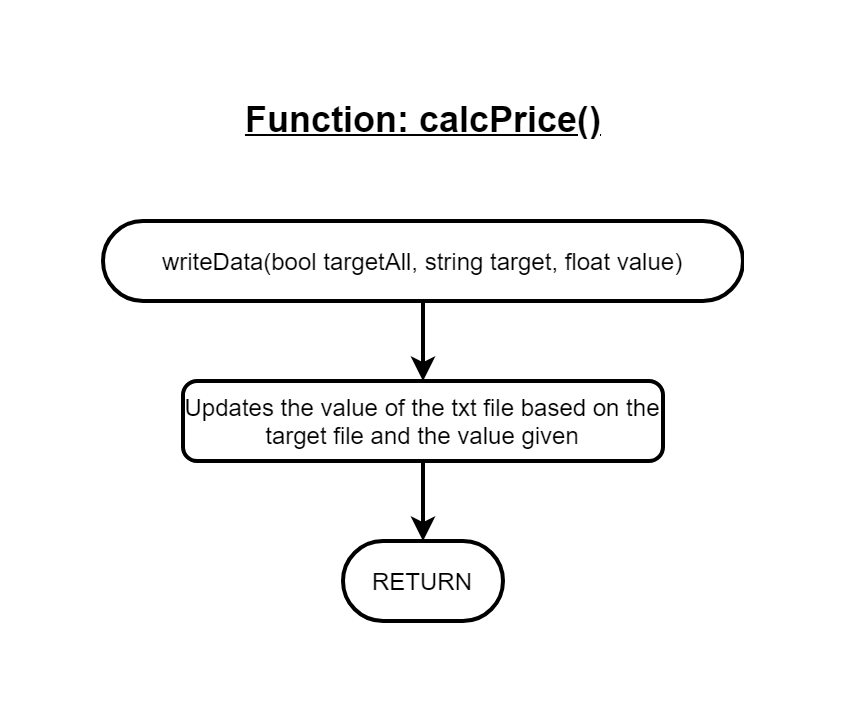 Function: calcPrice()
writeData(bool targetAll, string target, float value)
Updates the value of the txt file based on the
target file and the value given
RETURN